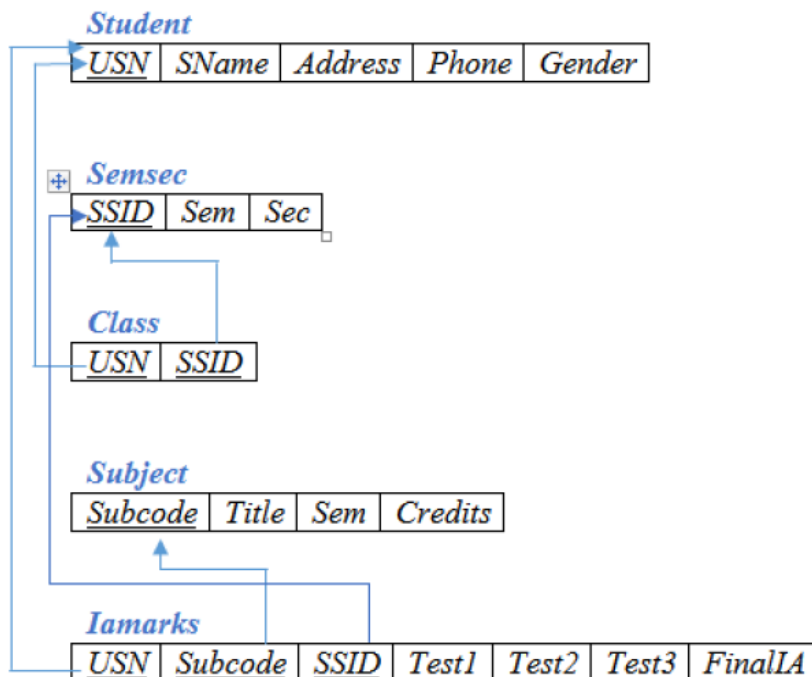 Student
USN SName Address Phone Gender
Semsec
SSID Sem Sec
Class
USN SSID
Subject
Subcode Title Sem Credits
Iamarks
USN Subcode SSID Test1 Test2 Test3 FinalIA